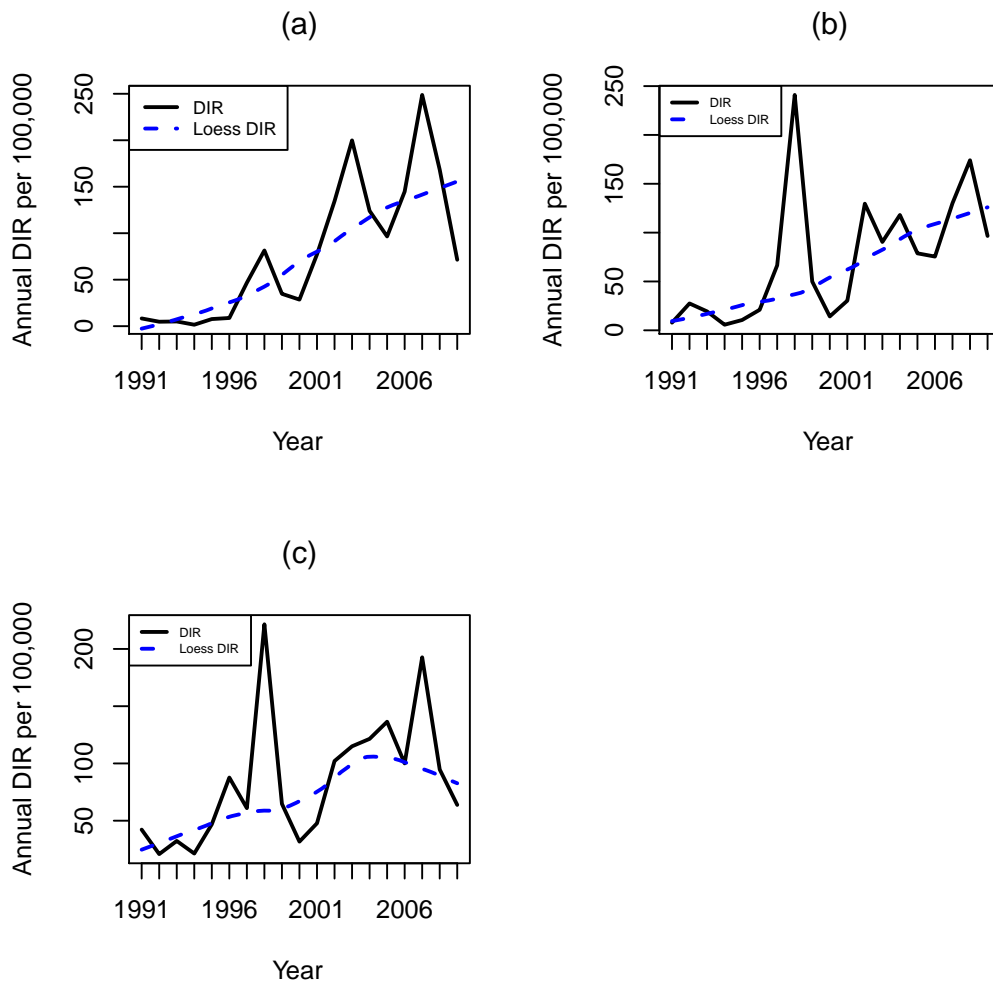 (a)
Annual DIR per 100,000
250
150
50
0
DIR
Loess DIR
1991 1996 2001 2006
Year
(b)
Annual DIR per 100,000
250
150
50
0
DIR
Loess DIR
1991 1996 2001 2006
Year
(c)
Annual DIR per 100,000
200
100
50
DIR
Loess DIR
1991 1996 2001 2006
Year